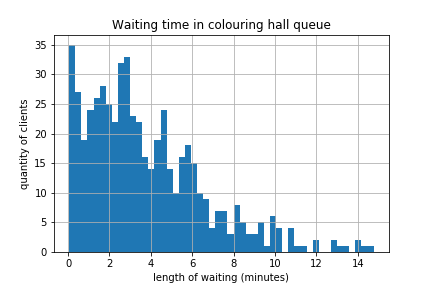 Waiting time in colouring hall queue
quantity of clients
35
30
25
20
15
10
5
0
0 2 4 6 8 10 12 14
length of waiting (minutes)